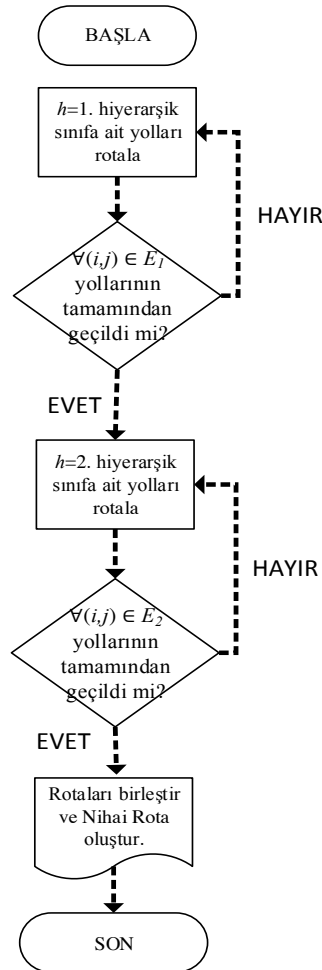 BAŞLA
h=1. hiyerarşik
sınıfa ait yolları
rotala
HAYIR
∀(i,j) ∈ E1
yollarının
tamamından
geçildi mi?
EVET
h=2. hiyerarşik
sınıfa ait yolları
rotala
HAYIR
∀(i,j) ∈ E2
yollarının
tamamından
geçildi mi?
EVET
Rotaları birleştir
ve Nihai Rota
oluştur.
SON